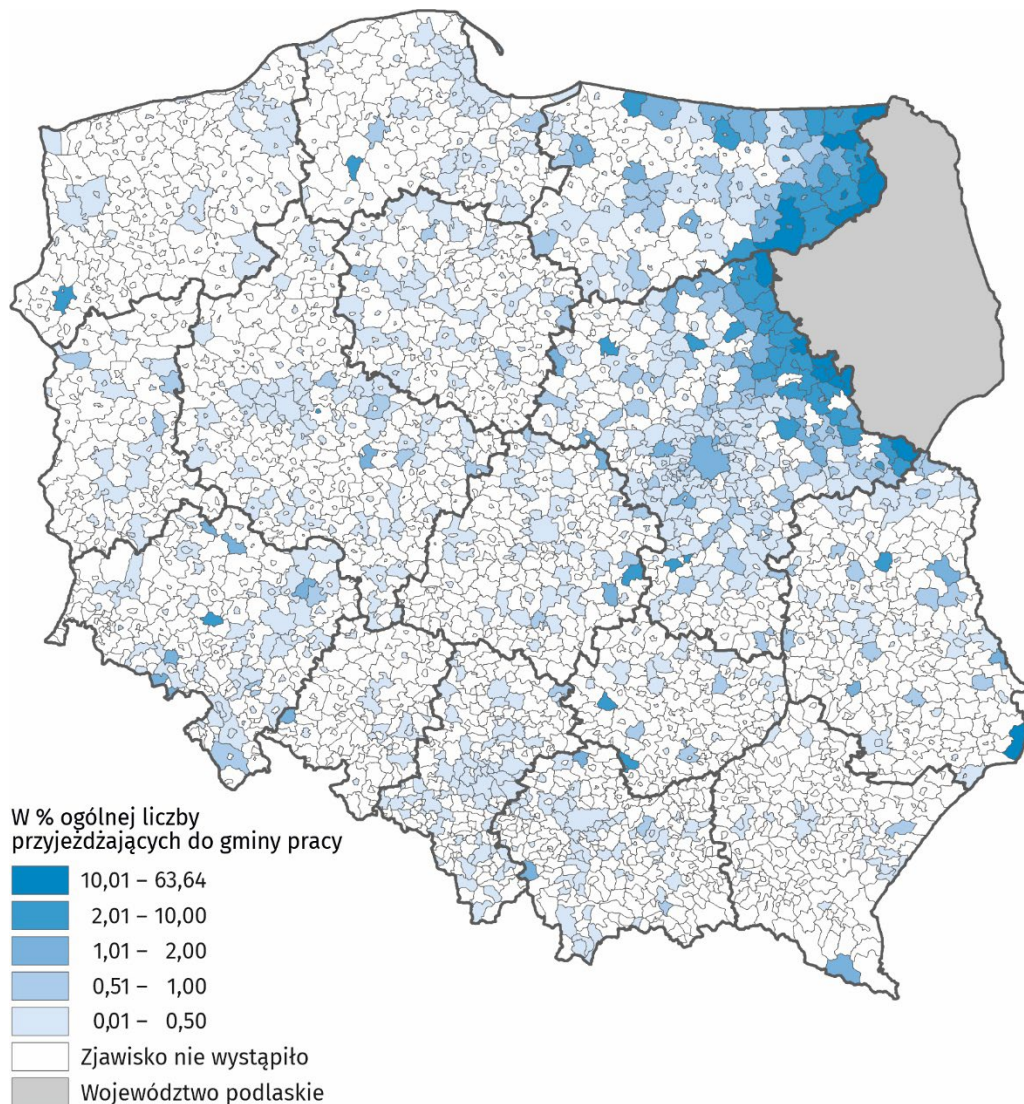 W % ogólnej liczby
przyjeżdżających do gminy pracy
10,01 – 63,64
2,01 – 10,00
1,01 – 2,00
0,51 – 1,00
0,01 – 0,50
Zjawisko nie wystąpiło
Województwo podlaskie